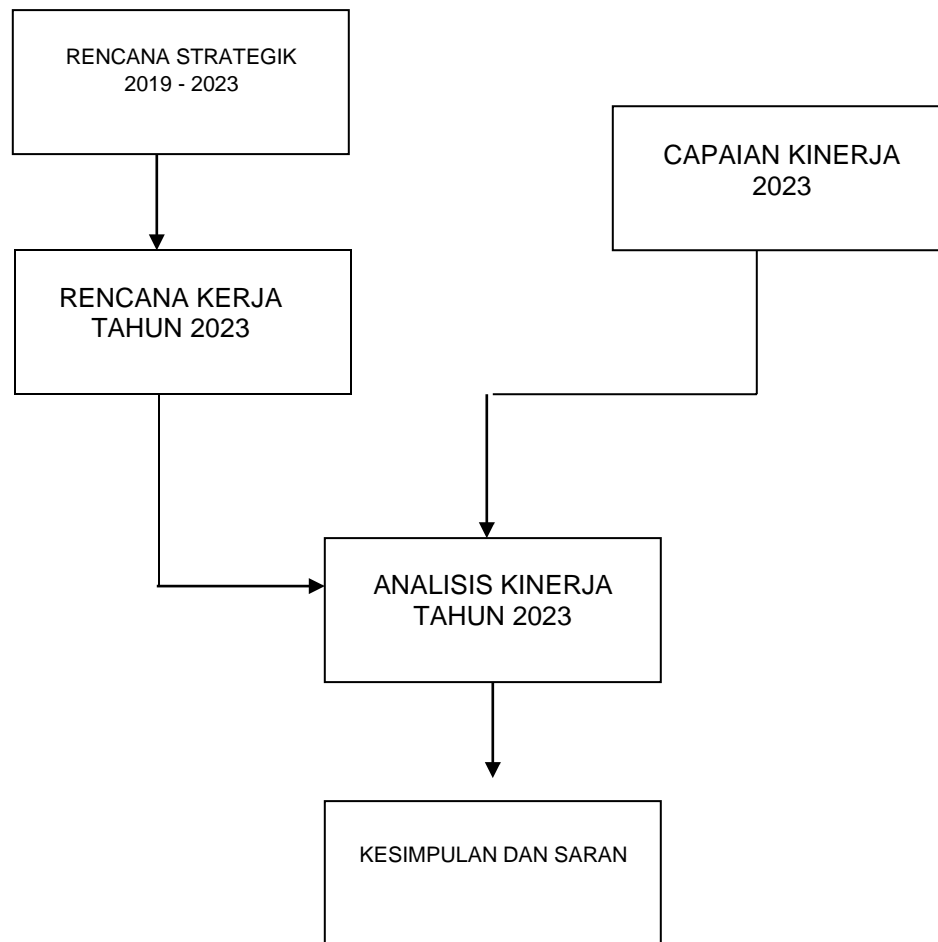 RENCANA STRATEGIK
2019 - 2023
CAPAIAN KINERJA
2023
RENCANA KERJA
TAHUN 2023
ANALISIS KINERJA
TAHUN 2023
KESIMPULAN DAN SARAN